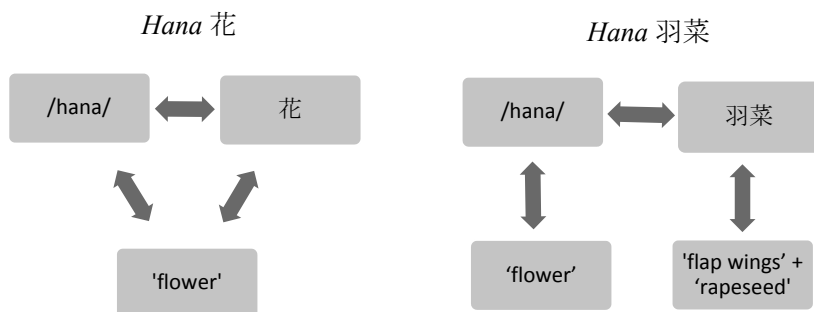 Hana 花
/hana/
花
'flower'
Hana 羽菜
/hana/
羽菜
‘flower’
'flap wings’ +
‘rapeseed'